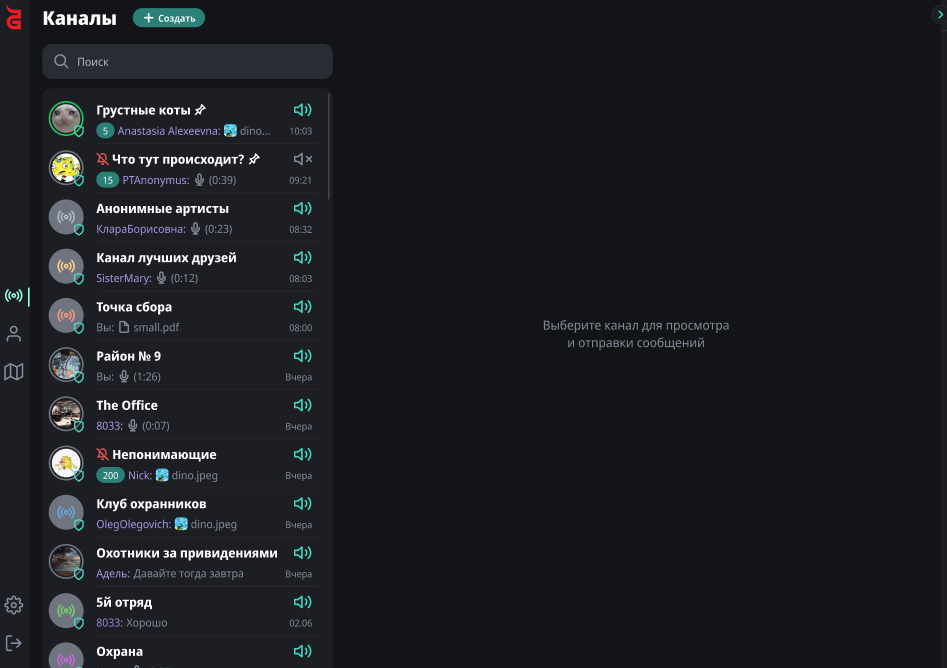 Каналы
Создать
Поиск
Грустные коты
10:03
5 Anastasia Alexeevna: dino...
Что тут происходит?
15 PTAnonymus: (0:39)
09:21
Анонимные артисты
КлараБорисовна: (0:23)
08:32
Канал лучших друзей
SisterMary: (0:12)
08:03
Точка сбора
Вы: small.pdf
08:00
Район № 9
Вы: (1:26)
Вчера
The Office
8033: (0:07)
Вчера
Непонимающие
200 Nick: dino.jpeg
Вчера
Клуб охранников
OlegOlegovich: dino.jpeg
Вчера
Охотники за привидениями
Адель: Давайте тогда завтра
Вчера
5й отряд
8033: Хорошо
02.06
Охрана
Выберите канал для просмотра
и отправки сообщений